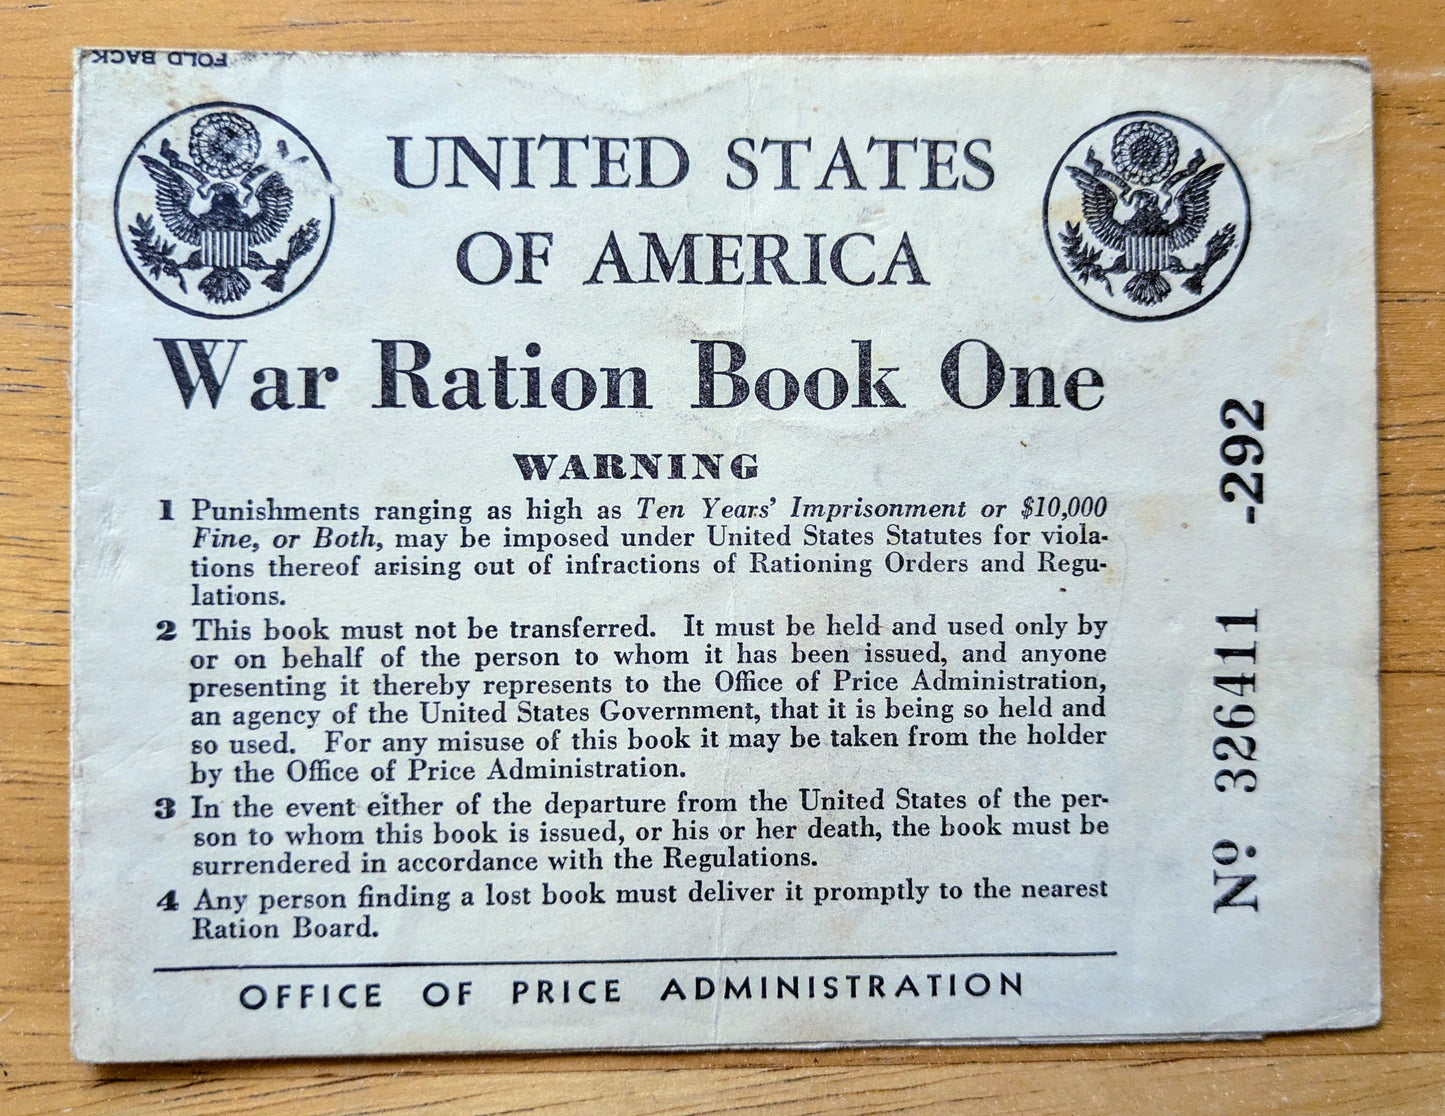 FOLD BACK
UNITED STATES
OF AMERICA
War Ration Book One
WARNING
1 Punishments ranging as high as Ten Years' Imprisonment or $10,000
Fine, or Both, may be imposed under United States Statutes for viola-
tions thereof arising out of infractions of Rationing Orders and Regu-
lations.
2 This book must not be transferred. It must be held and used only by
or on behalf of the person to whom it has been issued, and anyone
presenting it thereby represents to the Office of Price Administration,
an agency of the United States Government, that it is being so held and
so used. For any misuse of this book it may be taken from the holder
by the Office of Price Administration.
3 In the event either of the departure from the United States of the per-
son to whom this book is issued, or his or her death, the book must be
surrendered in accordance with the Regulations.
4 Any person finding a lost book must deliver it promptly to the nearest
Ration Board.
OFFICE OF PRICE ADMINISTRATION
No. 326411 -292